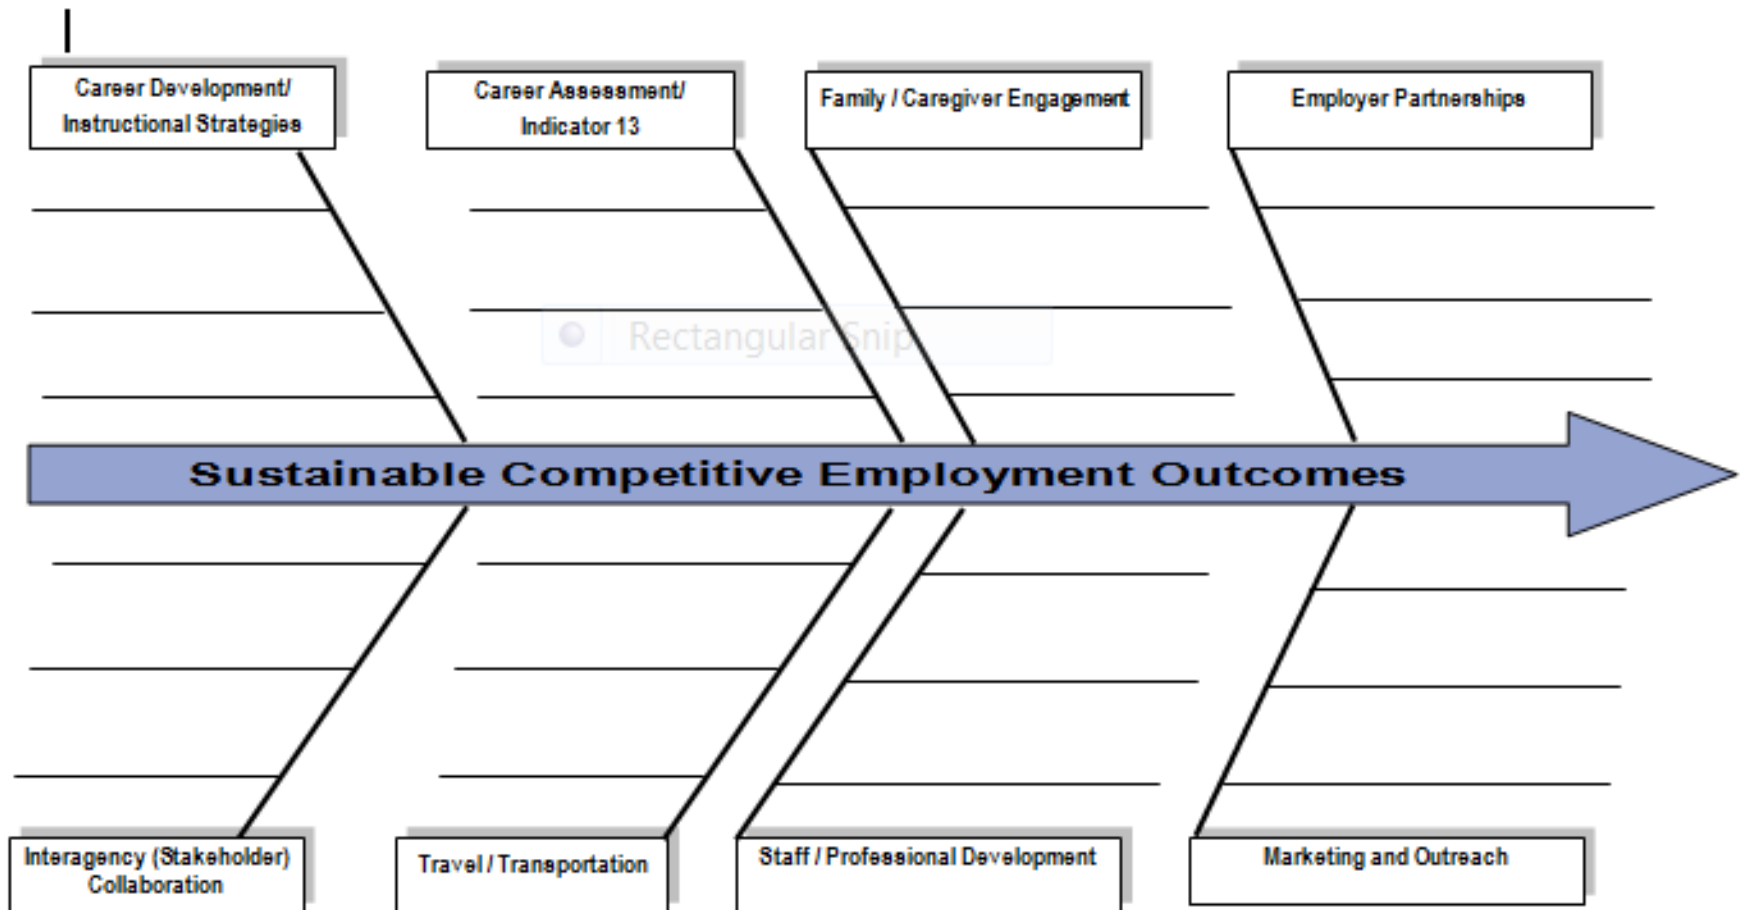 Career Development/
Instructional Strategies
Career Assessment/
Indicator 13
Family / Caregiver Engagement
Employer Partnerships
Rectangular Snip
Sustainable Competitive Employment Outcomes
Interagency (Stakeholder)
Collaboration
Travel / Transportation
Staff / Professional Development
Marketing and Outreach